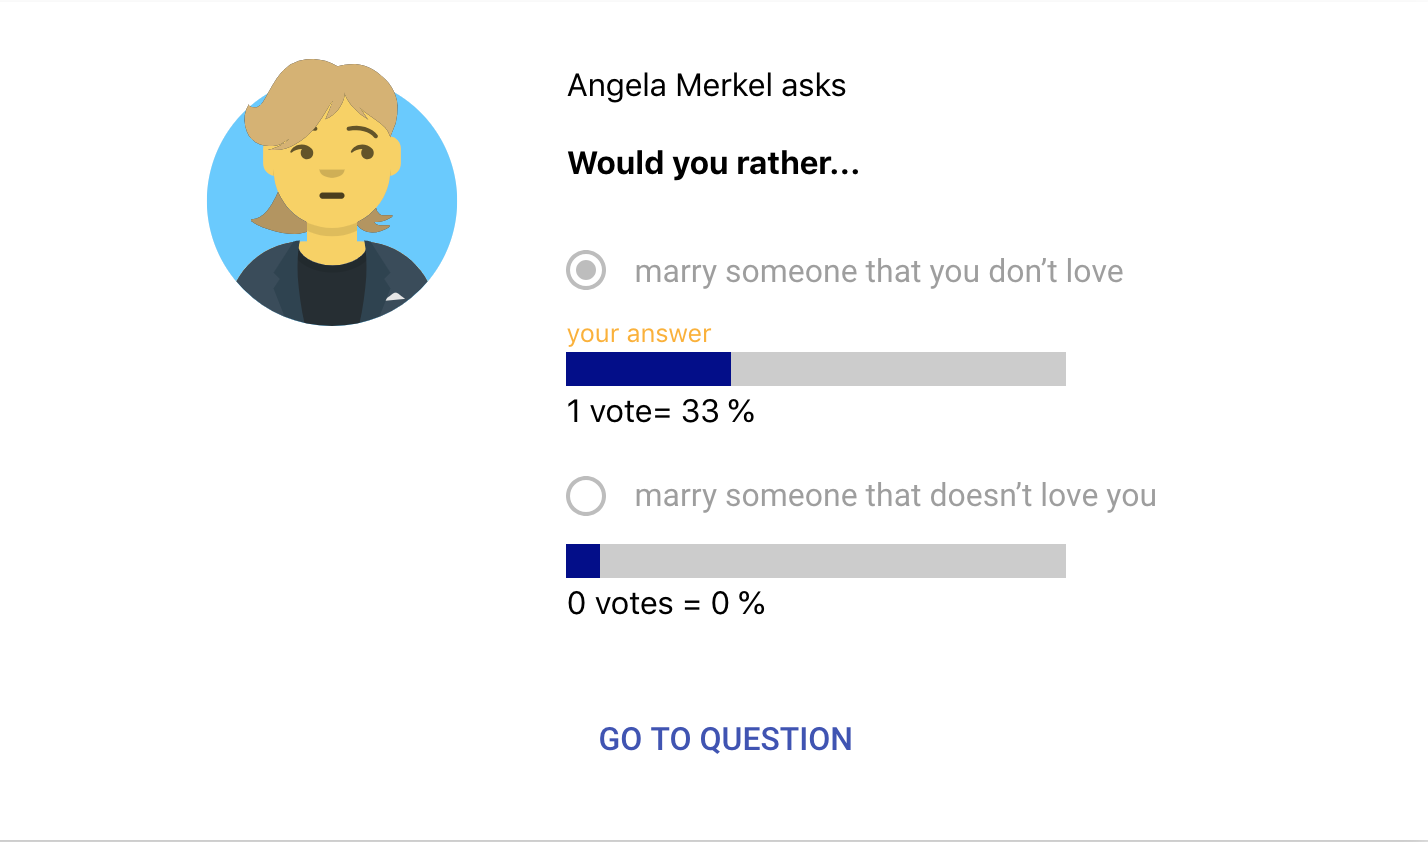 Angela Merkel asks
Would you rather...
marry someone that you don’t love
your answer
1 vote= 33 %
marry someone that doesn’t love you
0 votes = 0 %
GO TO QUESTION